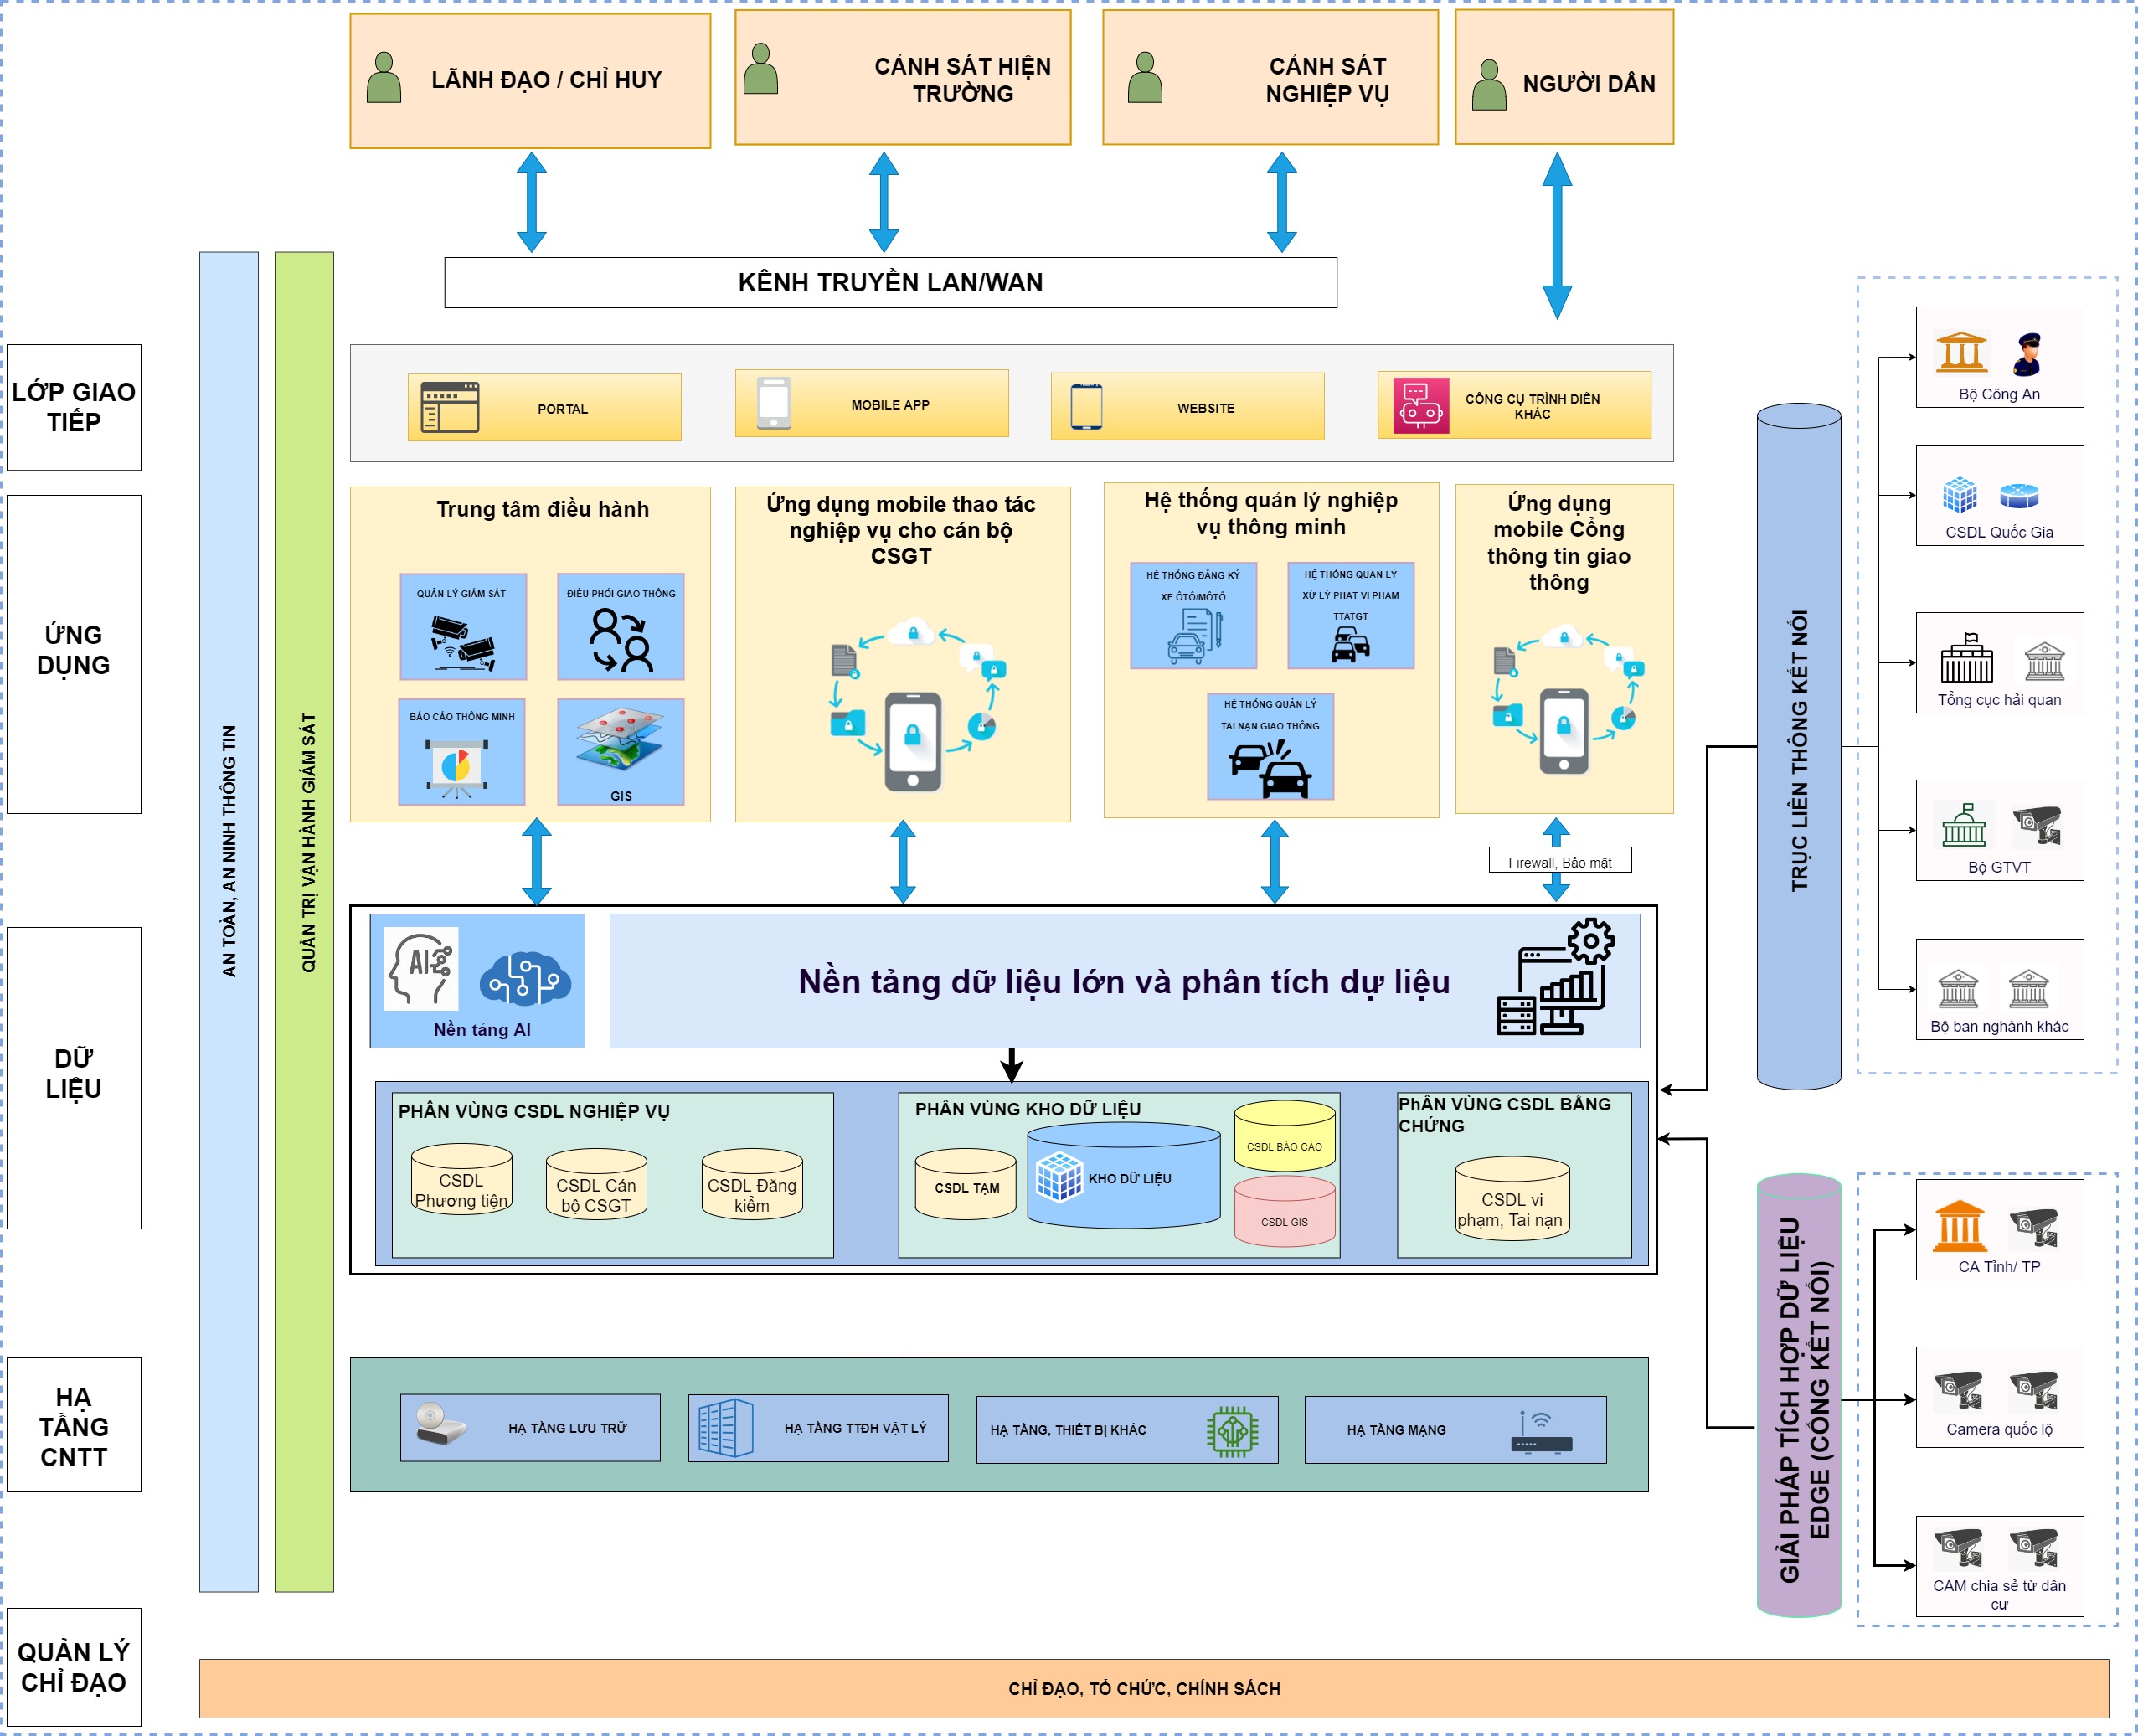 LÃNH ĐẠO / CHỈ HUY
CẢNH SÁT HIỆN
TRƯỜNG
CẢNH SÁT
NGHIỆP VỤ
NGƯỜI DÂN
KÊNH TRUYỀN LAN/WAN
LỚP GIAO
TIẾP
PORTAL
MOBILE APP
WEBSITE
CÔNG CỤ TRÌNH DIỄN
KHÁC
ỨNG
DỤNG
Trung tâm điều hành
QUẢN LÝ GIÁM SÁT
ĐIỀU PHỐI GIAO THÔNG
BÁO CÁO THÔNG MINH
GIS
Ứng dụng mobile thao tác
nghiệp vụ cho cán bộ
CSGT
Hệ thống quản lý nghiệp
vụ thông minh
HỆ THỐNG ĐĂNG KÝ
XE ÔTÔ/MÔTÔ
HỆ THỐNG QUẢN LÝ
XỬ LÝ PHẠT VI PHẠM
TTATGT
HỆ THỐNG QUẢN LÝ
TAI NẠN GIAO THÔNG
Ứng dụng
mobile Cổng
thông tin giao
thông
Firewall, Bảo mật
AN TOÀN, AN NINH THÔNG TIN
QUẢN TRỊ VẬN HÀNH GIÁM SÁT
DỮ
LIỆU
AI
Nền tảng AI
Nền tảng dữ liệu lớn và phân tích dự liệu
PHÂN VÙNG CSDL NGHIỆP VỤ
CSDL
Phương tiện
CSDL Cán
bộ CSGT
CSDL Đăng
kiểm
PHÂN VÙNG KHO DỮ LIỆU
CSDL TẠM
KHO DỮ LIỆU
CSDL BÁO CÁO
CSDL GIS
PhÂN VÙNG CSDL BẰNG
CHỨNG
CSDL vi
phạm, Tai nạn
HẠ
TẦNG
CNTT
HẠ TẦNG LƯU TRỮ
HẠ TẦNG TTĐH VẬT LÝ
HẠ TẦNG, THIẾT BỊ KHÁC
HẠ TẦNG MẠNG
QUẢN LÝ
CHỈ ĐẠO
CHỈ ĐẠO, TỔ CHỨC, CHÍNH SÁCH
TRỤC LIÊN THÔNG KẾT NỐI
Bộ Công An
CSDL Quốc Gia
Tổng cục hải quan
Bộ GTVT
Bộ ban nghành khác
GIẢI PHÁP TÍCH HỢP DỮ LIỆU
EDGE (CỔNG KẾT NỐI)
CA Tỉnh/ TP
Camera quốc lộ
CAM chia sẻ từ dân
cư